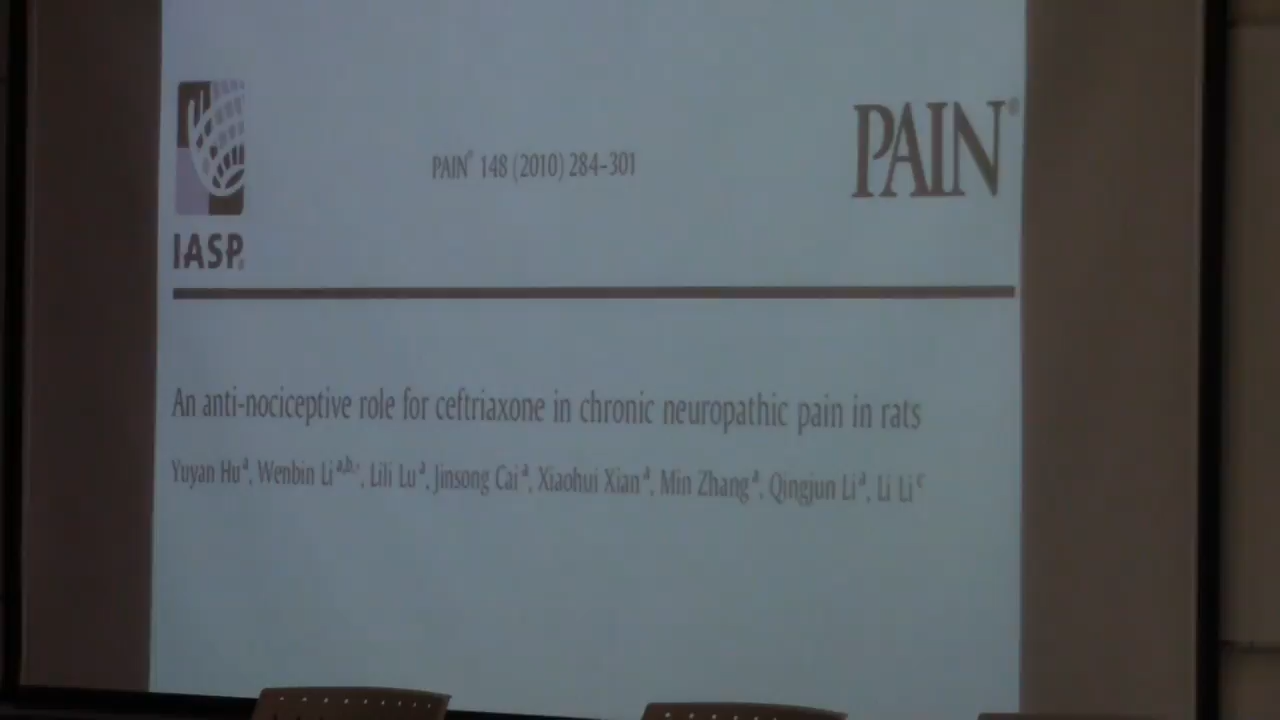 IASP®
PAIN® 148 (2010) 284–301
PAIN®
An anti-nociceptive role for ceftriaxone in chronic neuropathic pain in rats
Yuyan Hu a, Wenbin Li a,b,*, Lili Lu a, Jinsong Cai a, Xiaohui Xian a, Min Zhang a, Qingjun Li a, Li Li c